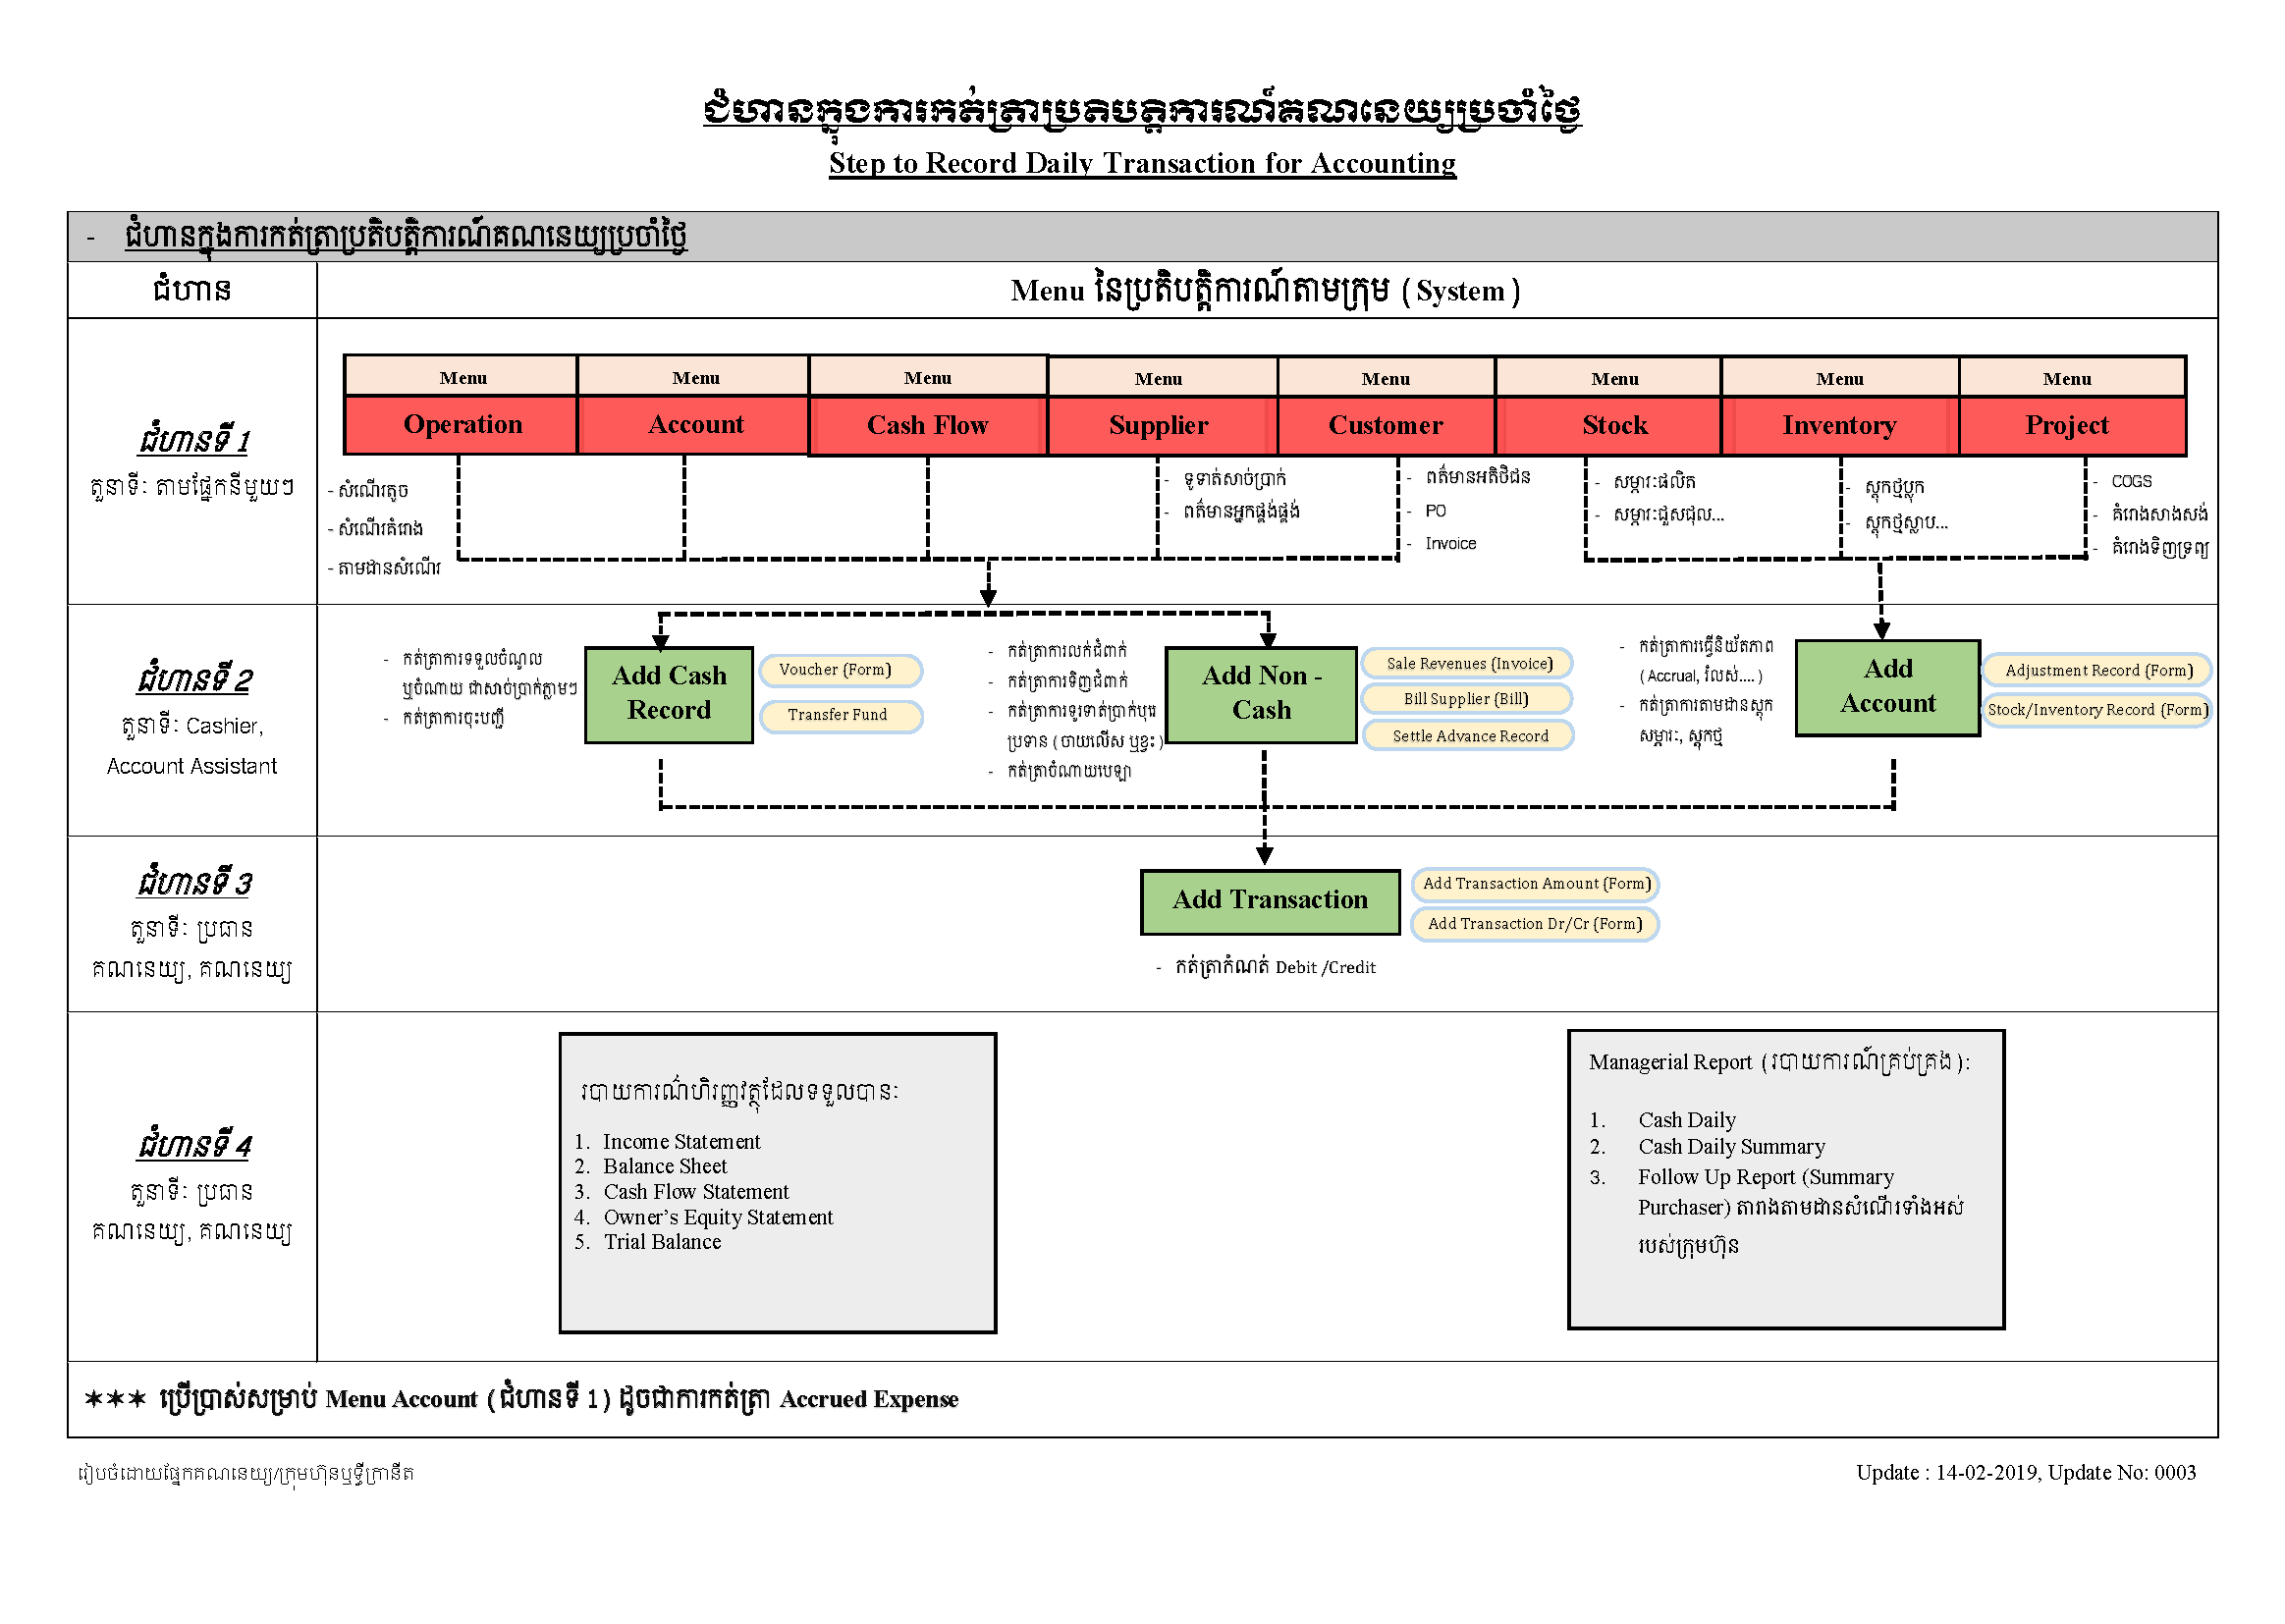 ជំហានក្នុងការកត់ត្រាប្រតិបត្តិការណ៍គណនេយ្យប្រចាំថ្ងៃ
Step to Record Daily Transaction for Accounting
- ជំហានក្នុងការកត់ត្រាប្រតិបត្តិការណ៍គណនេយ្យប្រចាំថ្ងៃ
ជំហាន
Menu នៃប្រតិបត្តិការណ៍តាមក្រុម (System)
ជំហានទី 1
តួនាទី: តាមផ្នែកនីមួយៗ
Menu Menu Menu Menu Menu Menu Menu Menu
Operation Account Cash Flow Supplier Customer Stock Inventory Project
- សំណើរតូច
- សំណើរគំរោង
- តាមដានសំណើរ
- ទូទាត់សាច់ប្រាក់
- ពត៌មានអ្នកផ្គង់ផ្គង់
- ពត៌មានអតិថិជន
- PO
- Invoice
- សម្ភារៈផលិត
- សម្ភារៈជួសជុល...
- ស្តុកថ្មប្លុក
- ស្តុកថ្មស្លាប...
- COGS
- គំរោងសាងសង់
- គំរោងទិញទ្រព្យ
ជំហានទី 2
តួនាទី: Cashier,
Account Assistant
- កត់ត្រាការទទួលចំណូល
ឬចំណាយ ជាសាច់ប្រាក់ភ្លាមៗ
- កត់ត្រាការចុះបញ្ជី
Add Cash
Record
Voucher (Form)
Transfer Fund
- កត់ត្រាការលក់ជំពាក់
- កត់ត្រាការទិញជំពាក់
- កត់ត្រាការទូរទាត់ប្រាក់បុរេ
ប្រទាន (ចាយលើស ឬខ្វះ)
- កត់ត្រាចំណាយបេឡា
Add Non -
Cash
Sale Revenues (Invoice)
Bill Supplier (Bill)
Settle Advance Record
- កត់ត្រាការធ្វើនិយ័តភាព
(Accrual, រំលស់....)
- កត់ត្រាការតាមដានស្តុក
សម្ភារៈ, ស្តុកថ្ម
Add
Account
Adjustment Record (Form)
Stock/Inventory Record (Form)
ជំហានទី 3
តួនាទី: ប្រធាន
គណនេយ្យ, គណនេយ្យ
Add Transaction
Add Transaction Amount (Form)
Add Transaction Dr/Cr (Form)
- កត់ត្រាកំណត់ Debit /Credit
ជំហានទី 4
តួនាទី: ប្រធាន
គណនេយ្យ, គណនេយ្យ
របាយការណ៌ហិរញ្ញវត្ថុដែលទទួលបាន:
1. Income Statement
2. Balance Sheet
3. Cash Flow Statement
4. Owner’s Equity Statement
5. Trial Balance
Managerial Report (របាយការណ៍គ្រប់គ្រង):
1. Cash Daily
2. Cash Daily Summary
3. Follow Up Report (Summary
Purchaser) តារាងតាមដានសំណើរទាំងអស់
របស់ក្រុមហ៊ុន
✶✶✶ ប្រើប្រាស់សម្រាប់ Menu Account (ជំហានទី 1) ដូចជាការកត់ត្រា Accrued Expense
រៀបចំដោយផ្នែកគណនេយ្យ/ក្រុមហ៊ុនឬទ្ធីក្រានីត
Update : 14-02-2019, Update No: 0003